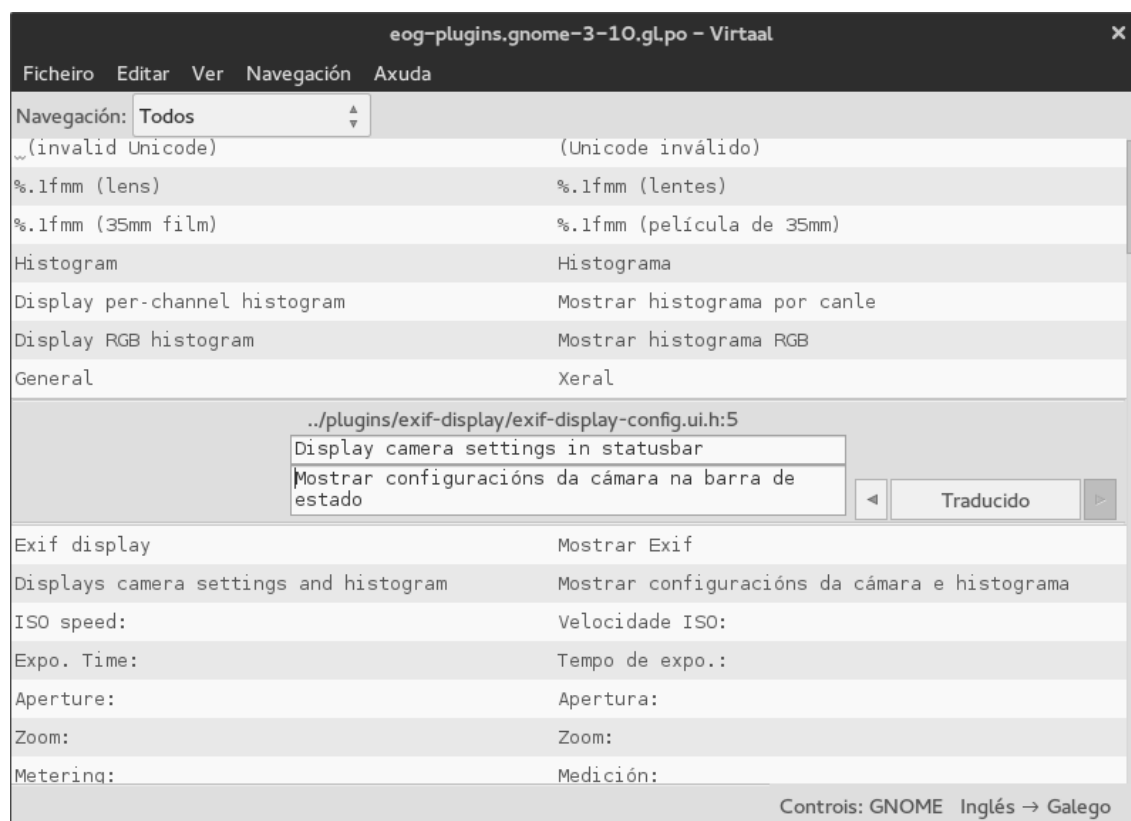 eog-plugins.gnome-3-10.gl.po – Virtaal
Ficheiro Editar Ver Navegación Axuda
Navegación: Todos
(invalid Unicode) (Unicode inválido)
%.1fmm (lens) %.1fmm (lentes)
%.1fmm (35mm film) %.1fmm (película de 35mm)
Histogram Histograma
Display per-channel histogram Mostrar histograma por canle
Display RGB histogram Mostrar histograma RGB
General Xeral
../plugins/exif-display/exif-display-config.ui.h:5
Display camera settings in statusbar
Mostrar configuracións da cámara na barra de
estado
Traducido
Exif display Mostrar Exif
Displays camera settings and histogram Mostrar configuracións da cámara e histograma
ISO speed: Velocidade ISO:
Expo. Time: Tempo de expo.:
Aperture: Apertura:
Zoom: Zoom:
Metering: Medición:
Controis: GNOME Inglés → Galego